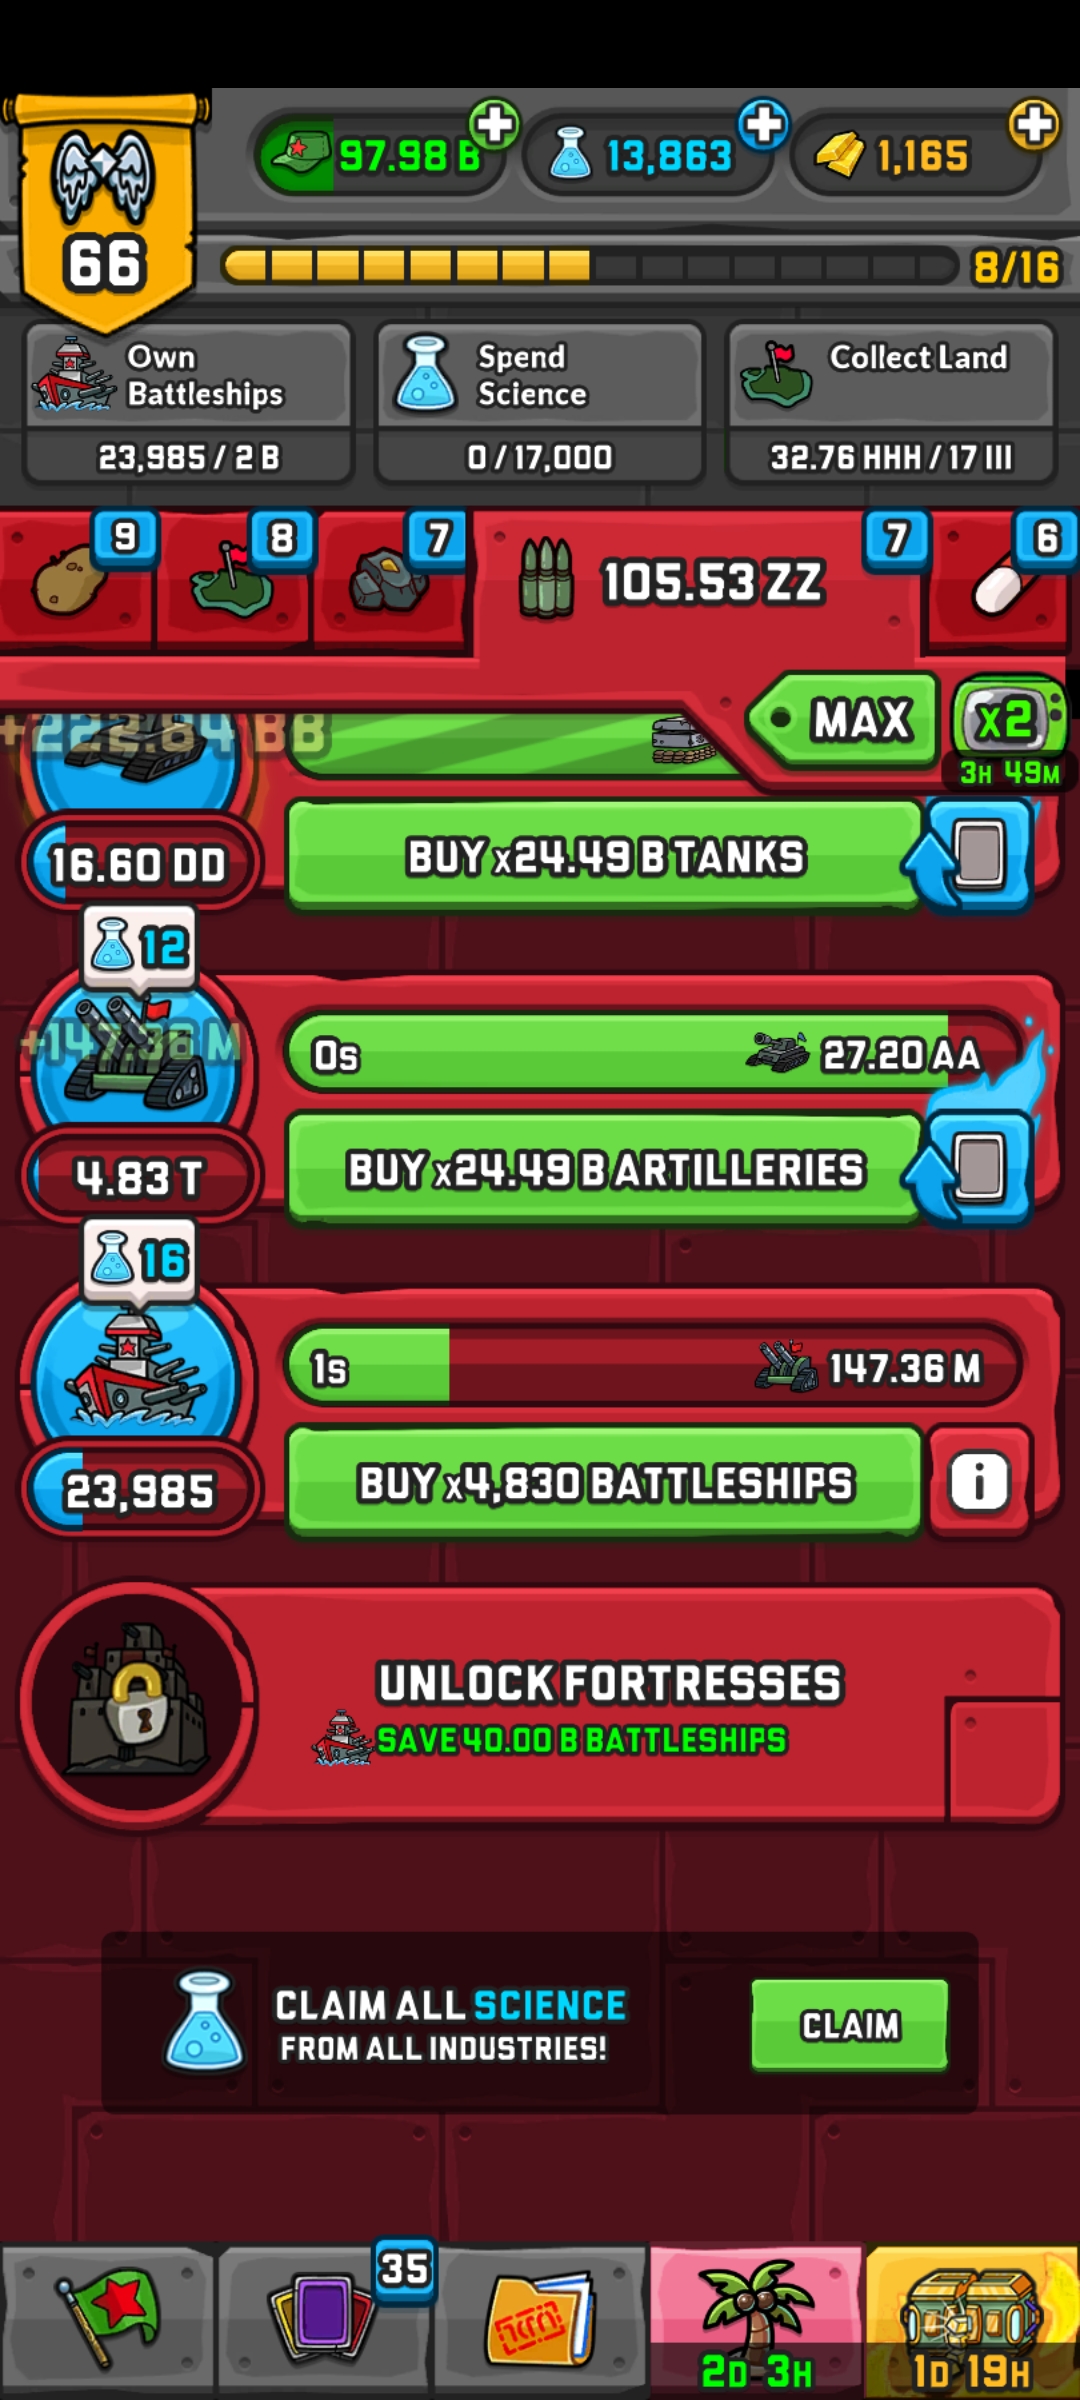 66
97.98 B
13,863
1,165
8/16
Own
Battleships
23,985 / 2 B
Spend
Science
0 / 17,000
Collect Land
32.76 HHH / 17 III
9
8
7
105.53 ZZ
7
6
MAX
x2
3H 49M
+222.84 BB
16.60 DD
BUY x24.49 B TANKS
12
+147.36 M
0s
27.20 AA
4.83 T
BUY x24.49 B ARTILLERIES
16
1s
147.36 M
23,985
BUY x4,830 BATTLESHIPS
i
UNLOCK FORTRESSES
SAVE 40.00 B BATTLESHIPS
CLAIM ALL SCIENCE
FROM ALL INDUSTRIES!
CLAIM
35
2D 3H
1D 19H